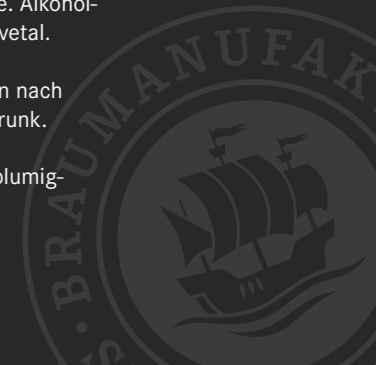 e. Alkohol-
vetal.
n nach
runk.
olumig-
S · BRAUMANUFAK